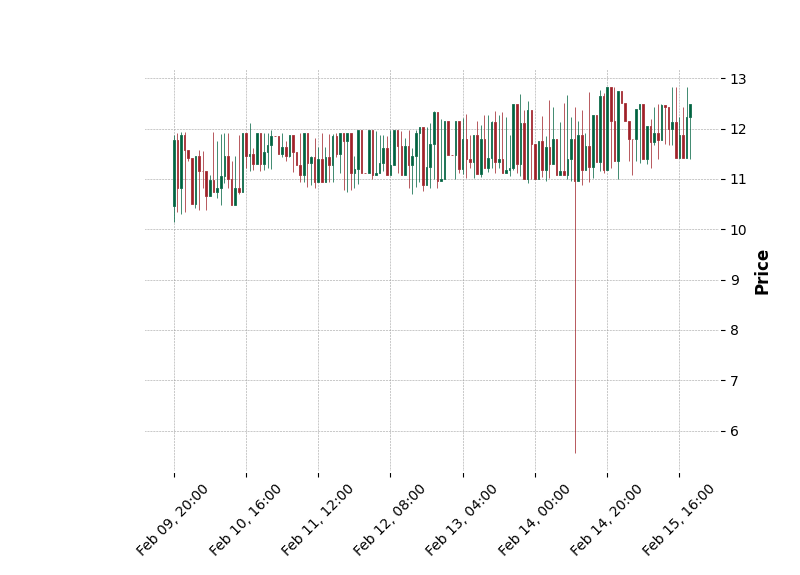 13
12
11
10
9
8
7
6
Price
Feb 09, 20:00
Feb 10, 16:00
Feb 11, 12:00
Feb 12, 08:00
Feb 13, 04:00
Feb 14, 00:00
Feb 14, 20:00
Feb 15, 16:00